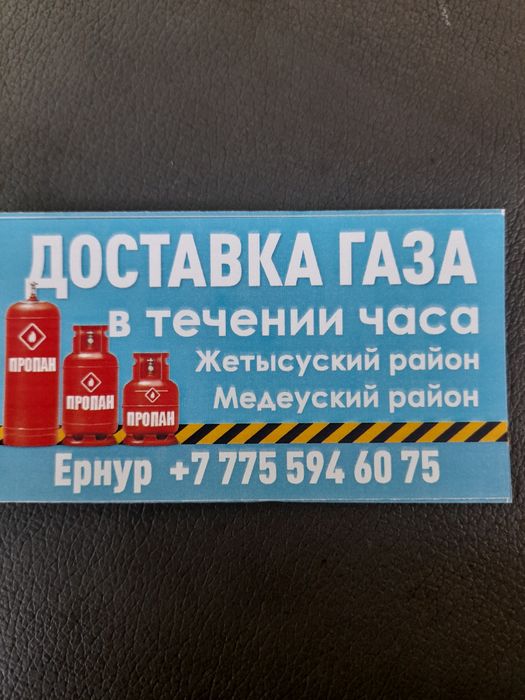 ДОСТАВКА ГАЗА
в течении часа
Жетысуский район
Медеуский район
ПРОПАН
ПРОПАН
ПРОПАН
Ернур +7 775 594 60 75